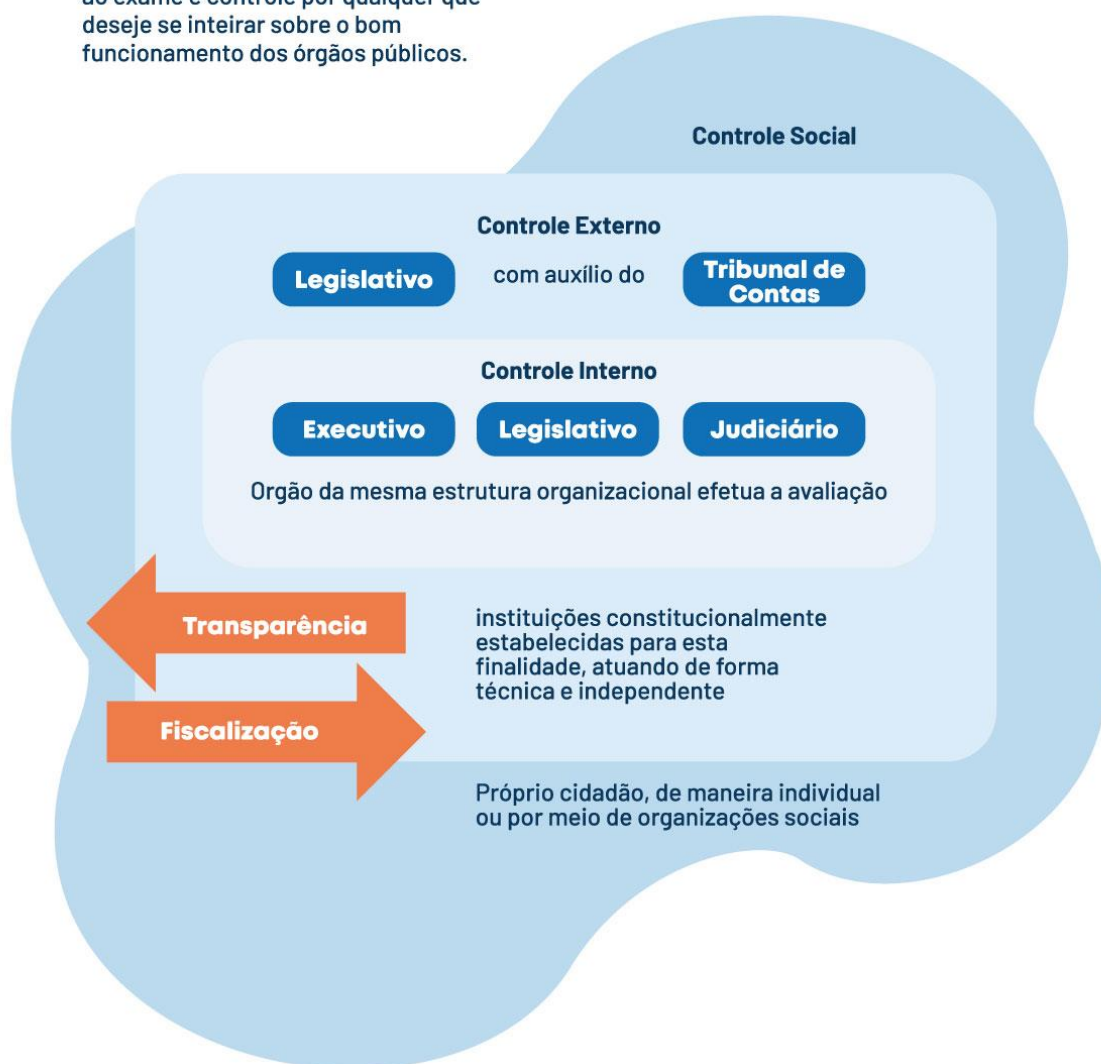 deseje se inteirar sobre o bom
funcionamento dos órgãos públicos.
Controle Social
Controle Externo
Legislativo com auxílio do Tribunal de
Contas
Controle Interno
Executivo Legislativo Judiciário
Orgão da mesma estrutura organizacional efetua a avaliação
Transparência
instituições constitucionalmente
estabelecidas para esta
finalidade, atuando de forma
técnica e independente
Fiscalização
Próprio cidadão, de maneira individual
ou por meio de organizações sociais